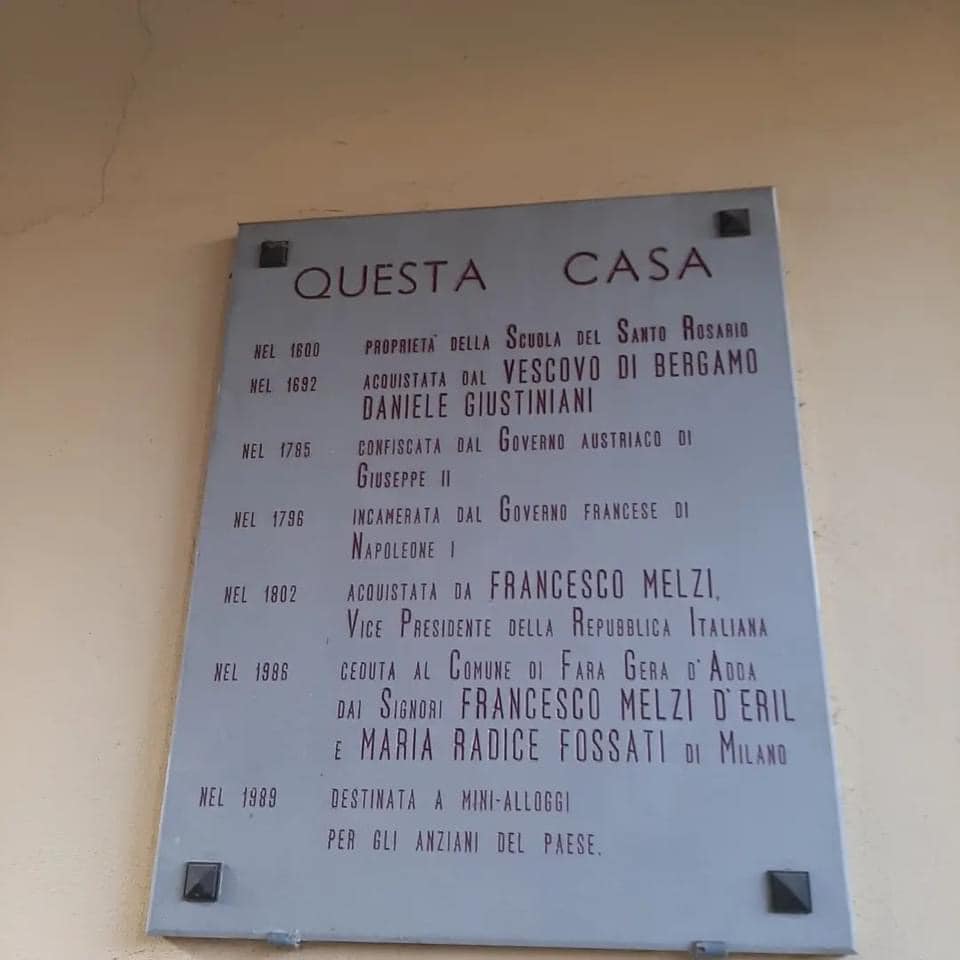 QUESTA CASA
NEL 1600 PROPRIETA' DELLA SCUOLA DEL SANTO ROSARIO
NEL 1692 ACQUISTATA DAL VESCOVO DI BERGAMO
DANIELE GIUSTINIANI
NEL 1785 CONFISCATA DAL GOVERNO AUSTRIACO DI
GIUSEPPE II
NEL 1796 INCAMERATA DAL GOVERNO FRANCESE DI
NAPOLEONE I
NEL 1802 ACQUISTATA DA FRANCESCO MELZI,
VICE PRESIDENTE DELLA REPUBBLICA ITALIANA
NEL 1986 CEDUTA AL COMUNE DI FARA GERA D'ADDA
DAI SIGNORI FRANCESCO MELZI D'ERIL
E MARIA RADICE FOSSATI DI MILANO
NEL 1989 DESTINATA A MINI-ALLOGGI
PER GLI ANZIANI DEL PAESE.